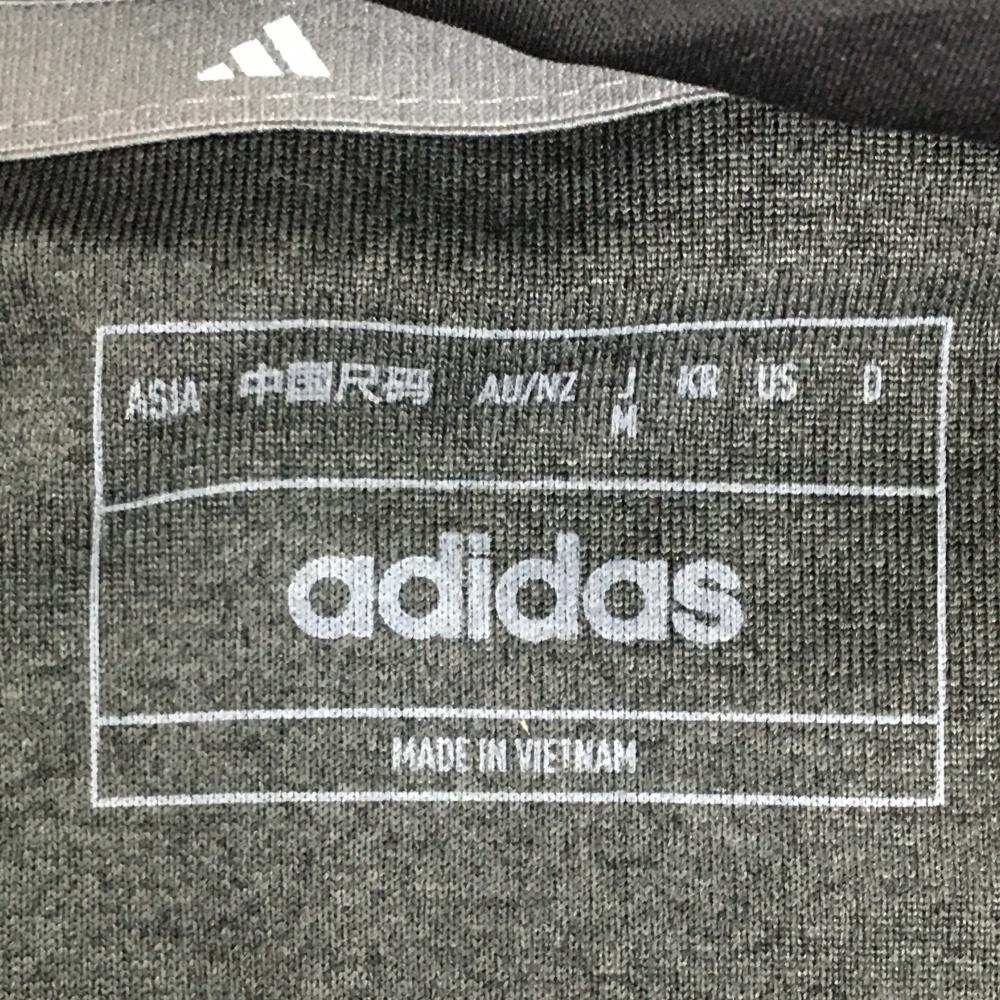 ASIA 中国尺码 AU/NZ J KR US D
M
adidas
MADE IN VIETNAM